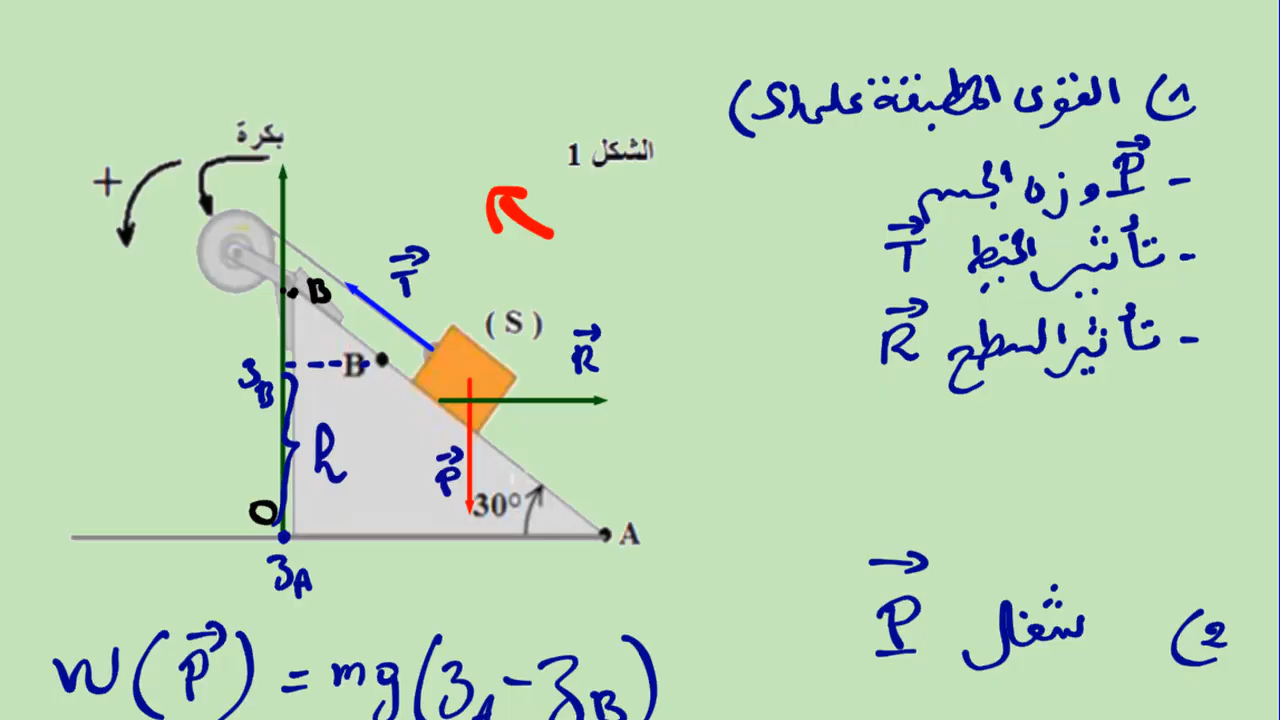 1) القوى المطبقة على (S)
- P وزن الجسم
- تأثير الخيط T
- تأثير السطح R
بكرة
الشكل 1
+
B
T
(S)
R
B
zB
h
P
30°
O
A
zA
2) شغل P
W(P) = mg(zA - zB)